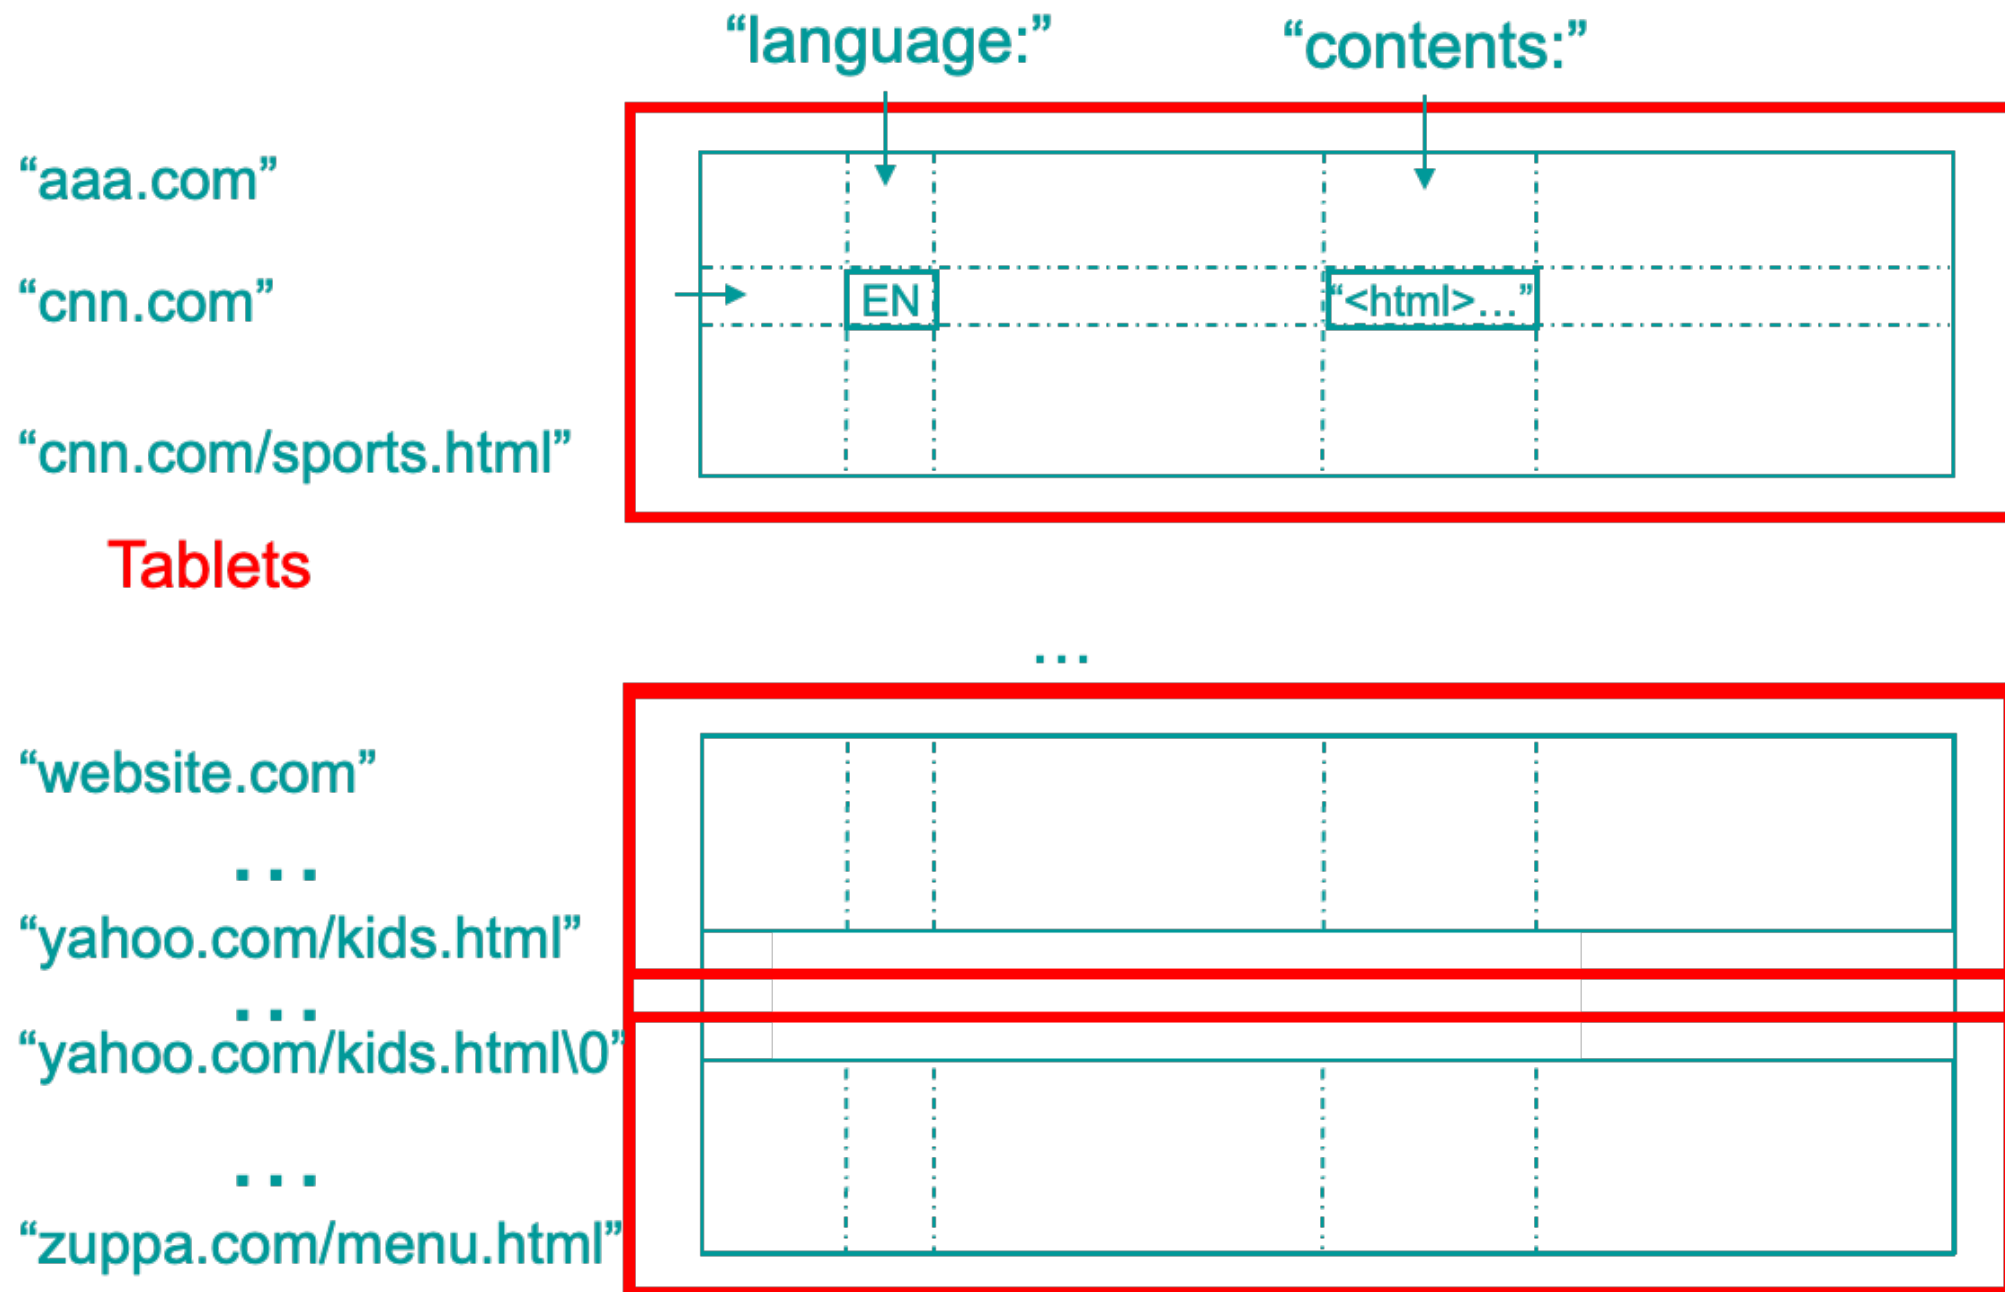 “language:” “contents:”
“aaa.com”
“cnn.com” EN “<html>…”
“cnn.com/sports.html”
Tablets
…
“website.com”
…
“yahoo.com/kids.html”
…
“yahoo.com/kids.html\0”
…
“zuppa.com/menu.html”